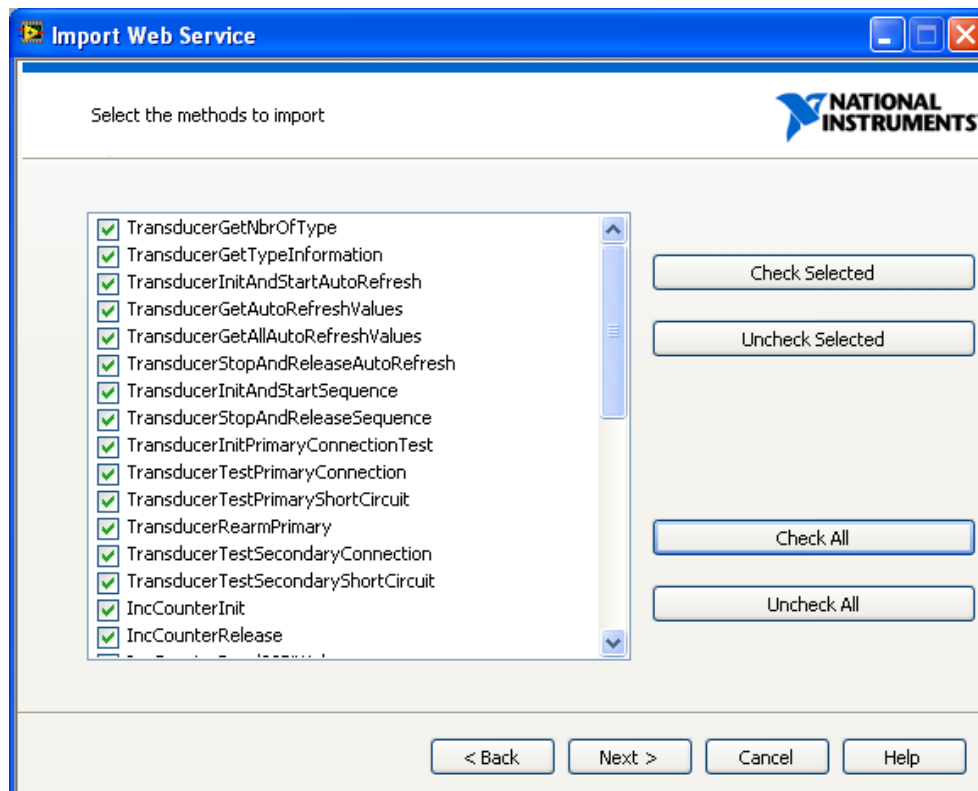 Import Web Service
Select the methods to import
NATIONAL
INSTRUMENTS
TransducerGetNbrOfType
TransducerGetTypeInformation
TransducerInitAndStartAutoRefresh
TransducerGetAutoRefreshValues
TransducerGetAllAutoRefreshValues
TransducerStopAndReleaseAutoRefresh
TransducerInitAndStartSequence
TransducerStopAndReleaseSequence
TransducerInitPrimaryConnectionTest
TransducerTestPrimaryConnection
TransducerTestPrimaryShortCircuit
TransducerRearmPrimary
TransducerTestSecondaryConnection
TransducerTestSecondaryShortCircuit
IncCounterInit
IncCounterRelease
Check Selected
Uncheck Selected
Check All
Uncheck All
< Back
Next >
Cancel
Help